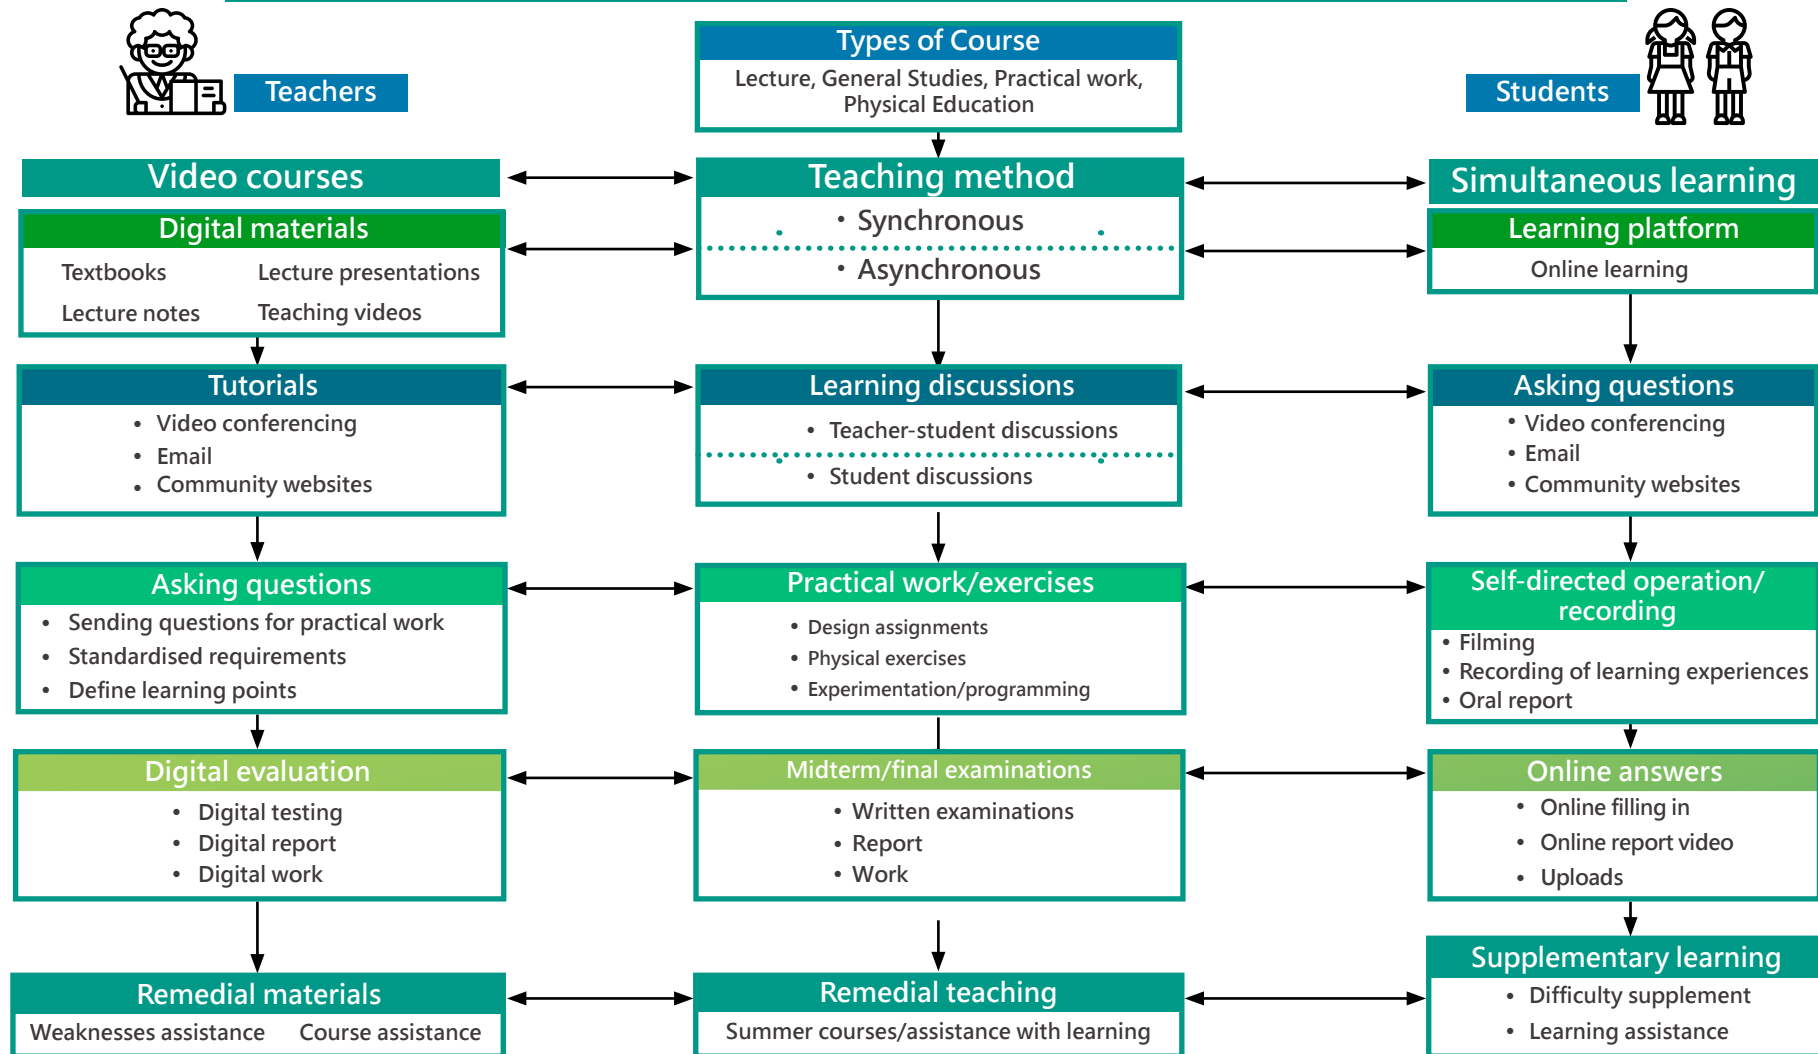 Teachers
Types of Course
Lecture, General Studies, Practical work,
Physical Education
Students
Video courses
Teaching method
Simultaneous learning
Digital materials
Textbooks
Lecture presentations
Lecture notes
Teaching videos
• Synchronous
• Asynchronous
Learning platform
Online learning
Tutorials
• Video conferencing
• Email
• Community websites
Learning discussions
• Teacher-student discussions
• Student discussions
Asking questions
• Video conferencing
• Email
• Community websites
Asking questions
• Sending questions for practical work
• Standardised requirements
• Define learning points
Practical work/exercises
• Design assignments
• Physical exercises
• Experimentation/programming
Self-directed operation/
recording
• Filming
• Recording of learning experiences
• Oral report
Digital evaluation
• Digital testing
• Digital report
• Digital work
Midterm/final examinations
• Written examinations
• Report
• Work
Online answers
• Online filling in
• Online report video
• Uploads
Remedial materials
Weaknesses assistance
Course assistance
Remedial teaching
Summer courses/assistance with learning
Supplementary learning
• Difficulty supplement
• Learning assistance